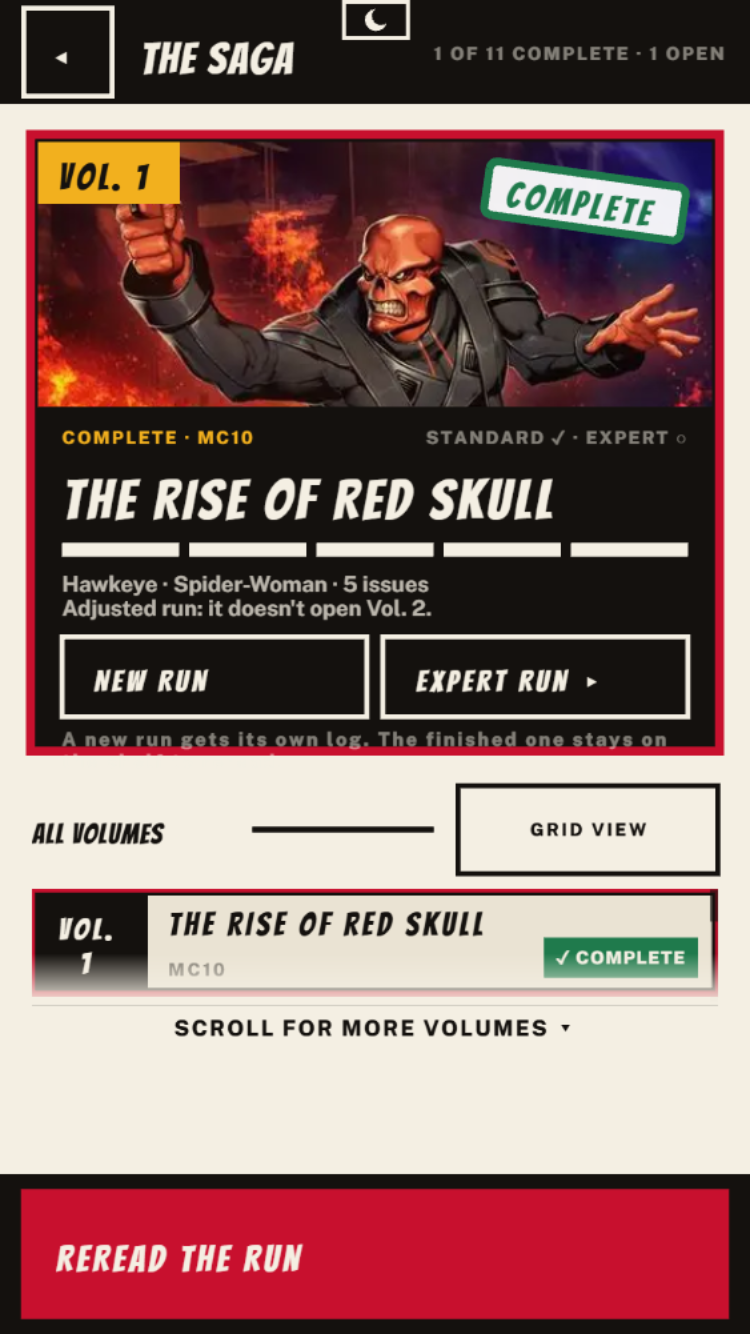 ◂
THE SAGA
1 OF 11 COMPLETE · 1 OPEN
VOL. 1
COMPLETE
COMPLETE · MC10
STANDARD ✓ · EXPERT ○
THE RISE OF RED SKULL
Hawkeye · Spider-Woman · 5 issues
Adjusted run: it doesn't open Vol. 2.
NEW RUN
EXPERT RUN ▸
A new run gets its own log. The finished one stays on
ALL VOLUMES
GRID VIEW
VOL.
1
THE RISE OF RED SKULL
MC10
✓ COMPLETE
SCROLL FOR MORE VOLUMES ▾
REREAD THE RUN